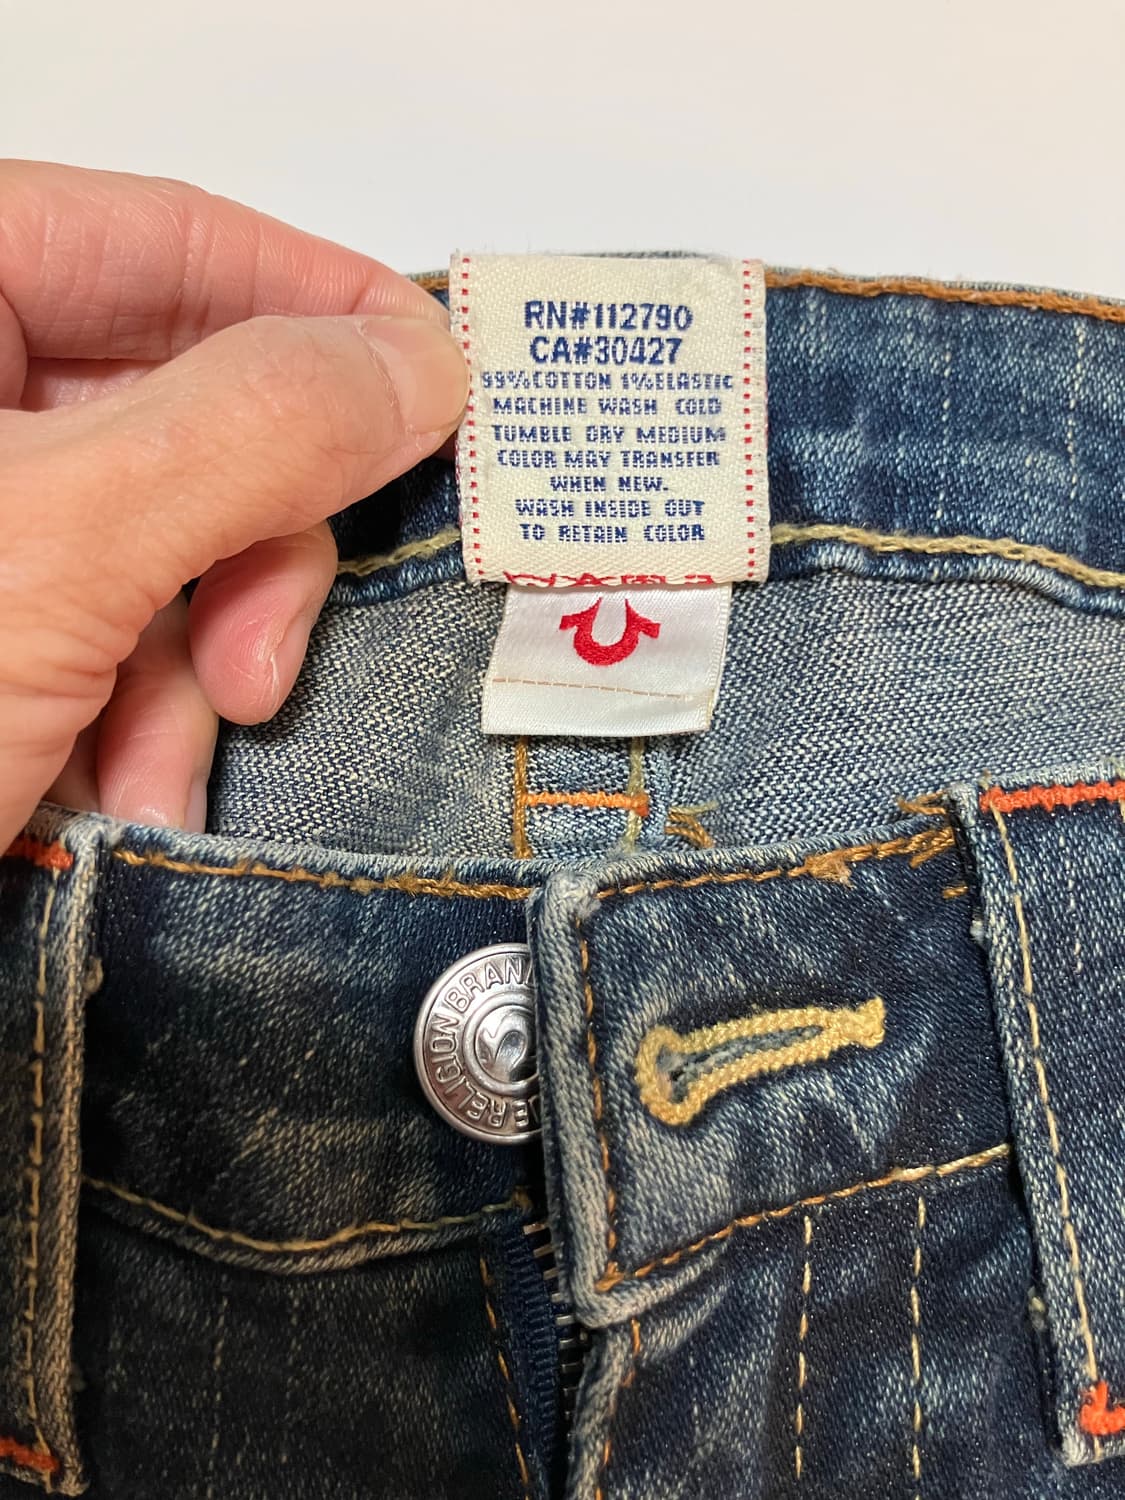 RN#112790
CA#30427
99%COTTON 1%ELASTIC
MACHINE WASH COLD
TUMBLE DRY MEDIUM
COLOR MAY TRANSFER
WHEN NEW.
WASH INSIDE OUT
TO RETAIN COLOR
RELIGION BRAN